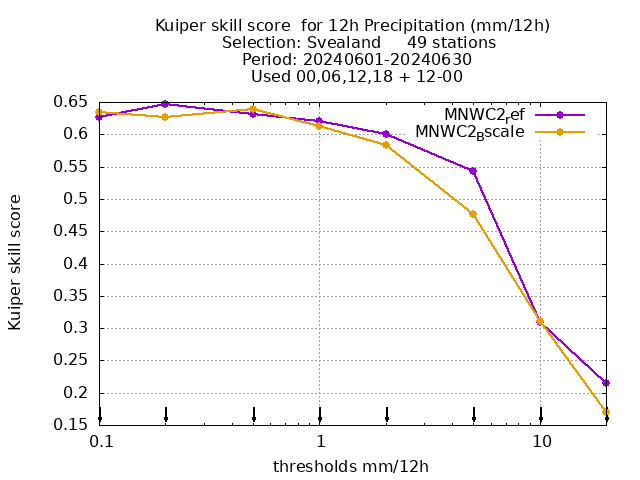 Kuiper skill score  for 12h Precipitation (mm/12h)
Selection: Svealand     49 stations
Period: 20240601-20240630
Used 00,06,12,18 + 12-00
MNWC2ref
MNWC2Bscale
0.65
0.6
0.55
0.5
0.45
0.4
0.35
0.3
0.25
0.2
0.15
Kuiper skill score
0.1 1 10
thresholds mm/12h